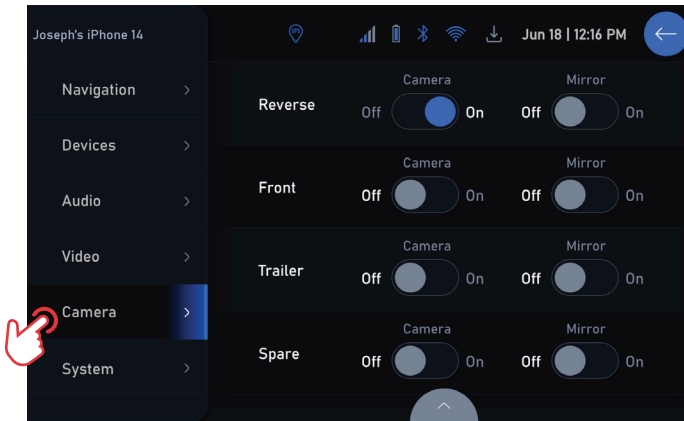 Joseph's iPhone 14
GPS
Jun 18 | 12:16 PM
Navigation
Devices
Audio
Video
Camera
System
Camera Mirror
Reverse Off On Off On
Camera Mirror
Front Off On Off On
Camera Mirror
Trailer Off On Off On
Camera Mirror
Spare Off On Off On